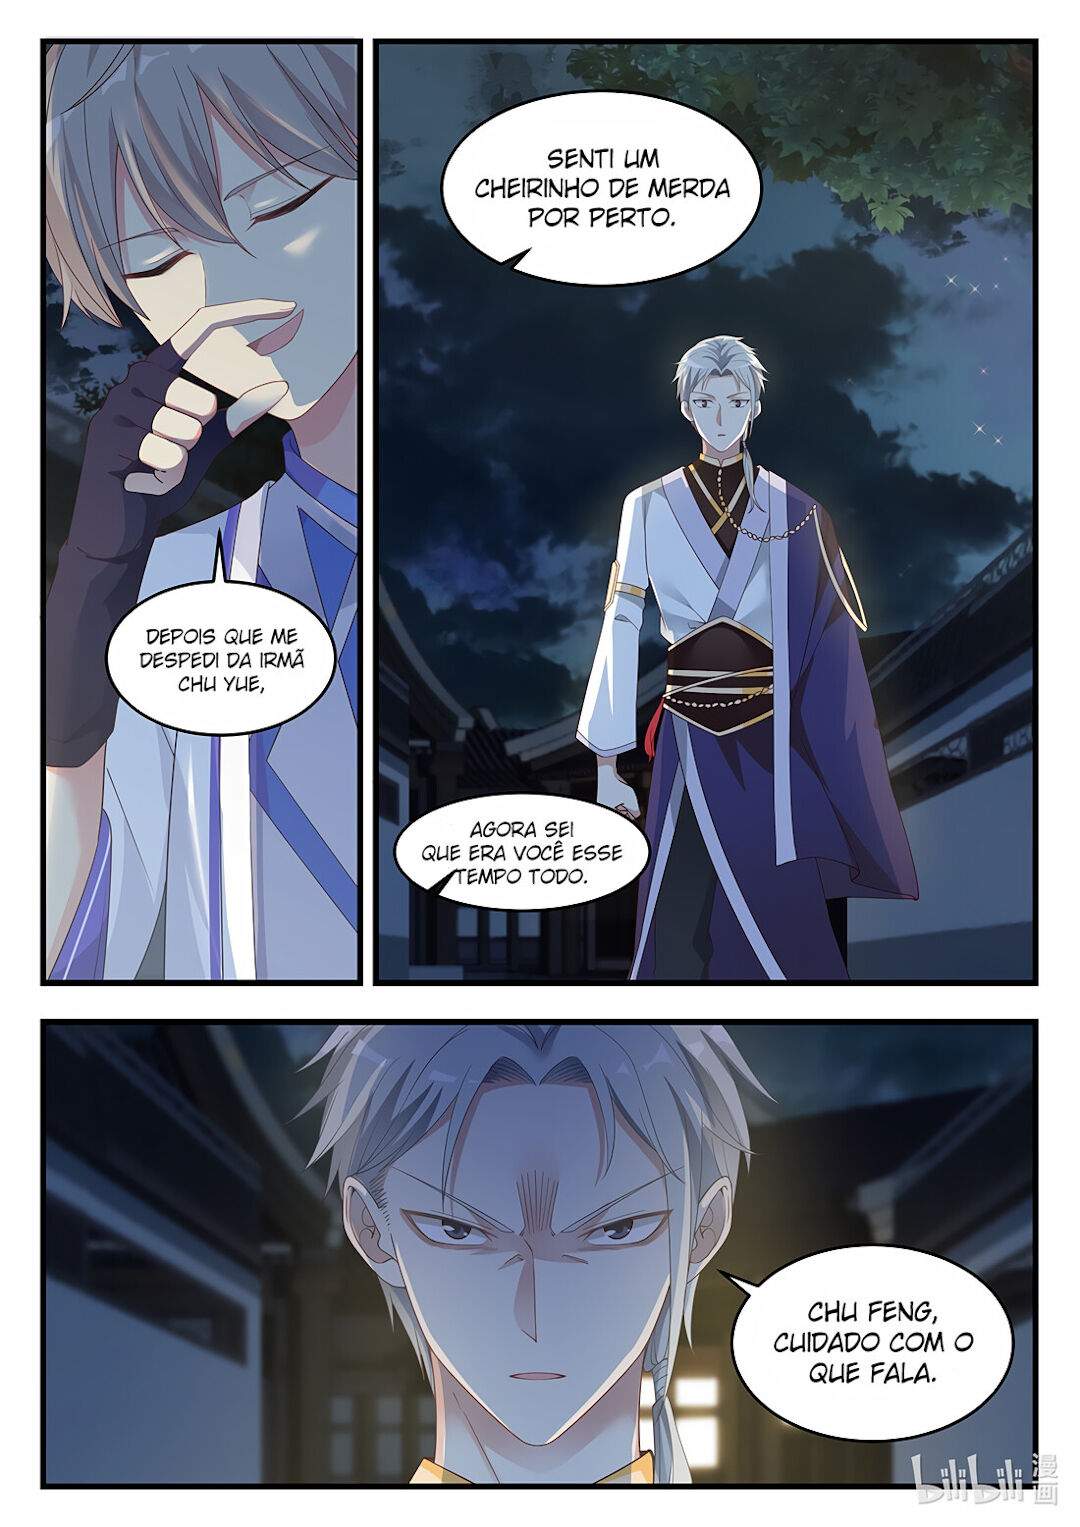 DEPOIS QUE ME
DESPEDI DA IRMÃ
CHU YUE,
SENTI UM
CHEIRINHO DE MERDA
POR PERTO.
AGORA SEI
QUE ERA VOCÊ ESSE
TEMPO TODO.
CHU FENG,
CUIDADO COM O
QUE FALA.
bilibili 漫画